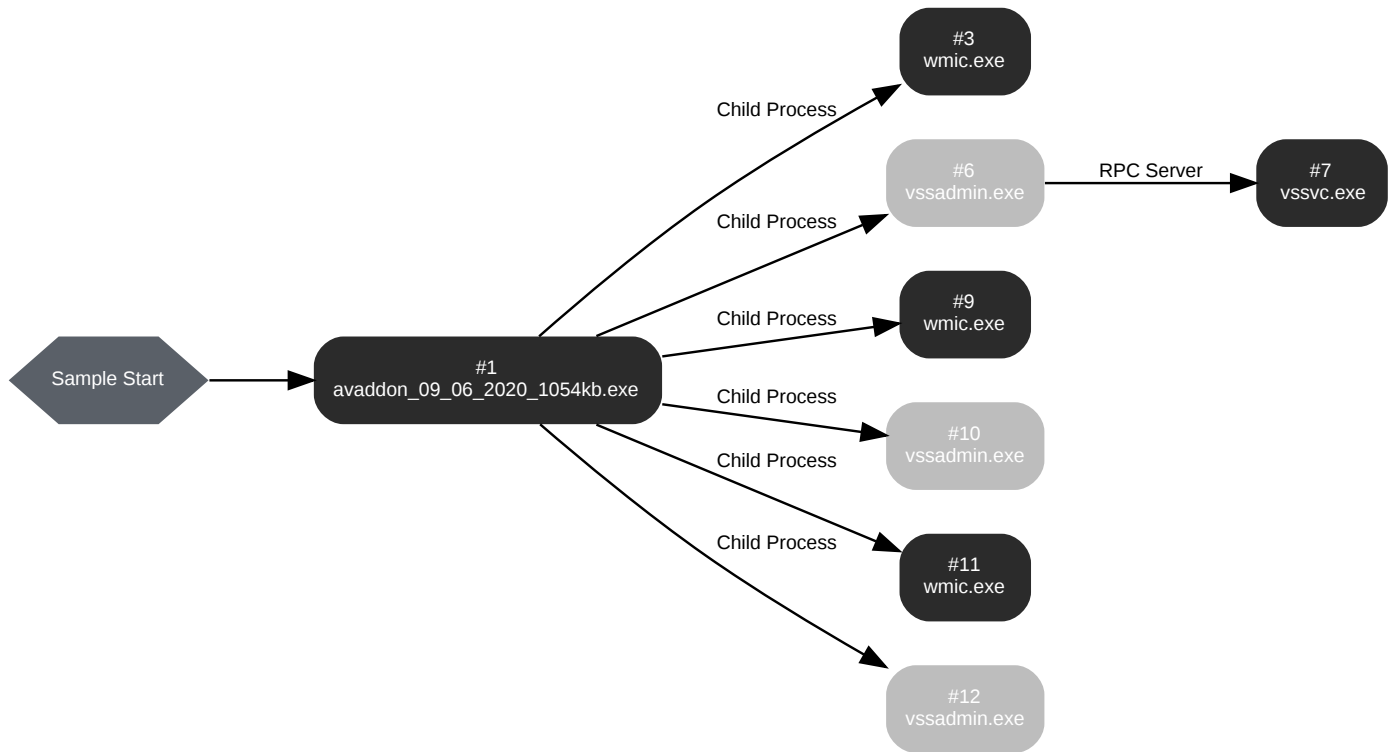 #3
wmic.exe
Child Process
#6
vssadmin.exe
RPC Server
#7
vssvc.exe
Child Process
#9
wmic.exe
Child Process
Sample Start
#1
avaddon_09_06_2020_1054kb.exe
Child Process
#10
vssadmin.exe
Child Process
#11
wmic.exe
Child Process
#12
vssadmin.exe